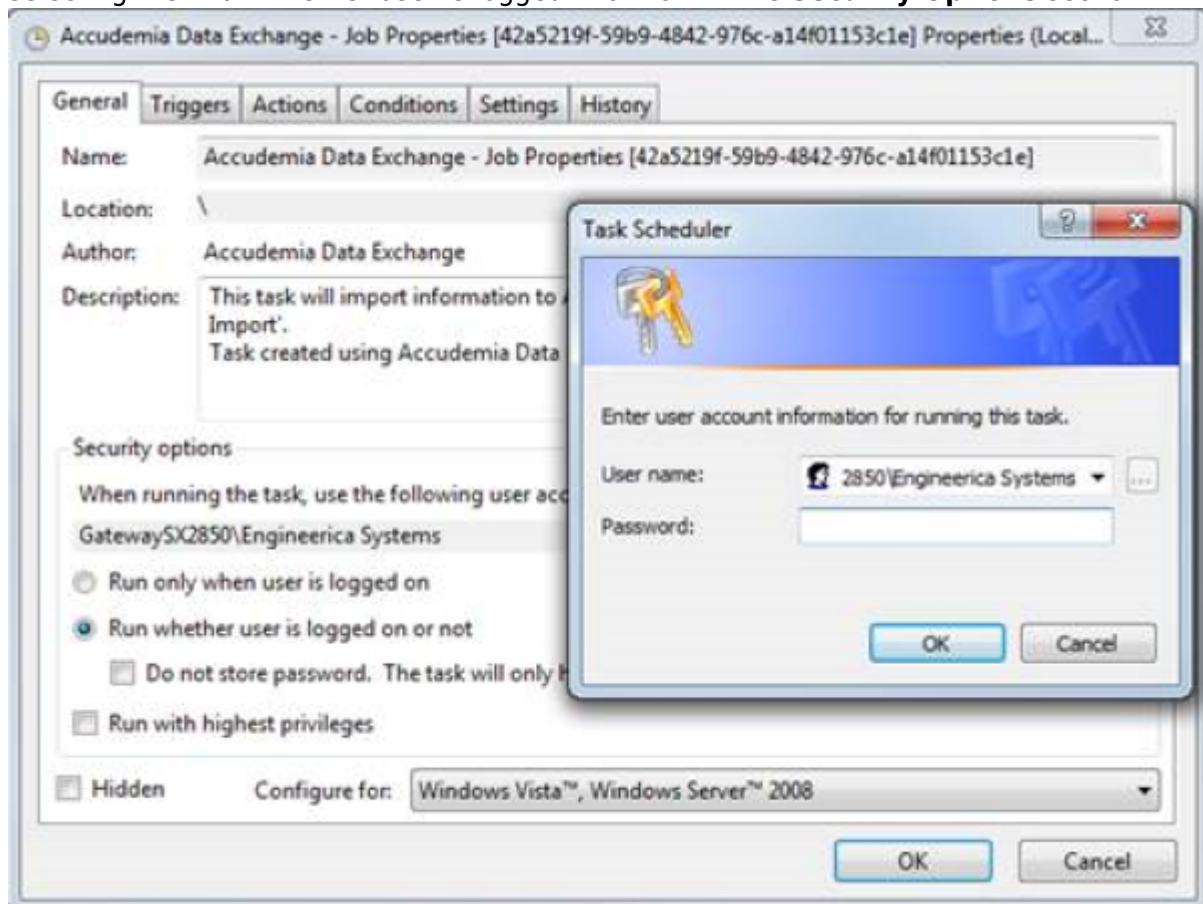 Accudemia Data Exchange - Job Properties [42a5219f-59b9-4842-976c-a14f01153c1e] Properties (Local...
General Triggers Actions Conditions Settings History
Name: Accudemia Data Exchange - Job Properties [42a5219f-59b9-4842-976c-a14f01153c1e]
Location: \
Author: Accudemia Data Exchange
Description: This task will import information to
Import'.
Task created using Accudemia Data
Security options
When running the task, use the following user acc
GatewaySX2850\Engineerica Systems
Run only when user is logged on
Run whether user is logged on or not
Do not store password. The task will only h
Run with highest privileges
Hidden
Configure for: Windows Vista™, Windows Server™ 2008
OK Cancel
Task Scheduler
Enter user account information for running this task.
User name: 2850\Engineerica Systems ...
Password:
OK Cancel